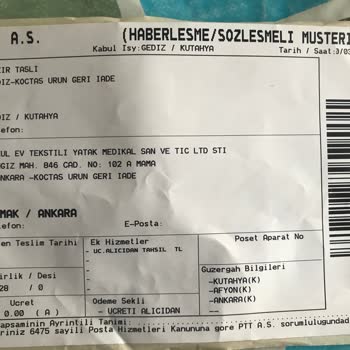 A.S.
(HABERLESME/SOZLESMELI MUSTERI
Kabul Isy:GEDIZ / KUTAHYA
Tarih / Saat:
IR TASLI
IZ-KOCTAS URUN GERI IADE
DIZ / KUTAHYA
efon:
UL EV TEKSTILI YATAK MEDIKAL SAN VE TIC LTD STI
GIZ MAH. 846 CAD. NO: 102 A MAMA
NKARA -KOCTAS URUN GERI IADE
MAK / ANKARA
lefon:
E-Posta:
en Teslim Tarihi
Ek Hizmetler
- UC.ALICIDAN TAHSIL TL
Poset Aparat No
irlik / Desi
28 / 0
Guzergah Bilgileri
-KUTAHYA(K)
-AFYON(K)
-ANKARA(K)
Ucret
0.00 (A)
Odeme Sekli
- UCRETI ALICIDAN
apsaminin Ayrintili Tanimi:
riniz 6475 sayili Posta Hizmetleri Kanununa gore PTT A.S. sorumlulugundad